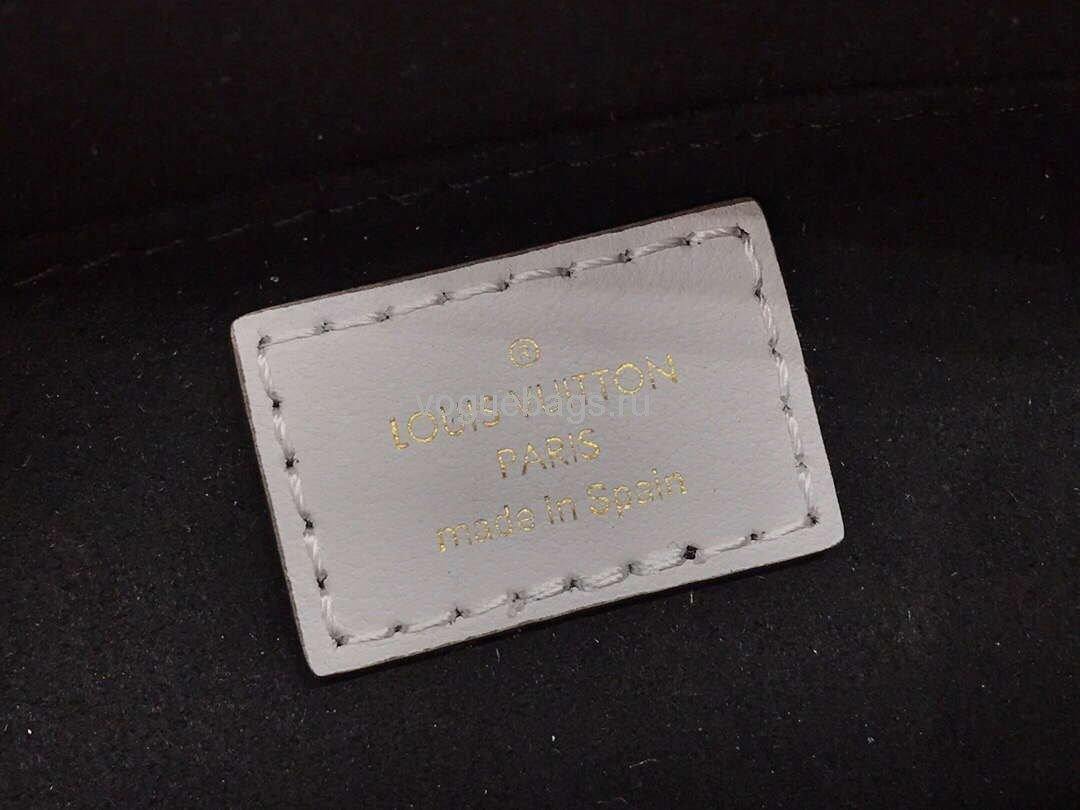 ®
LOUIS VUITTON
voguebags.ru
PARIS
made in Spain